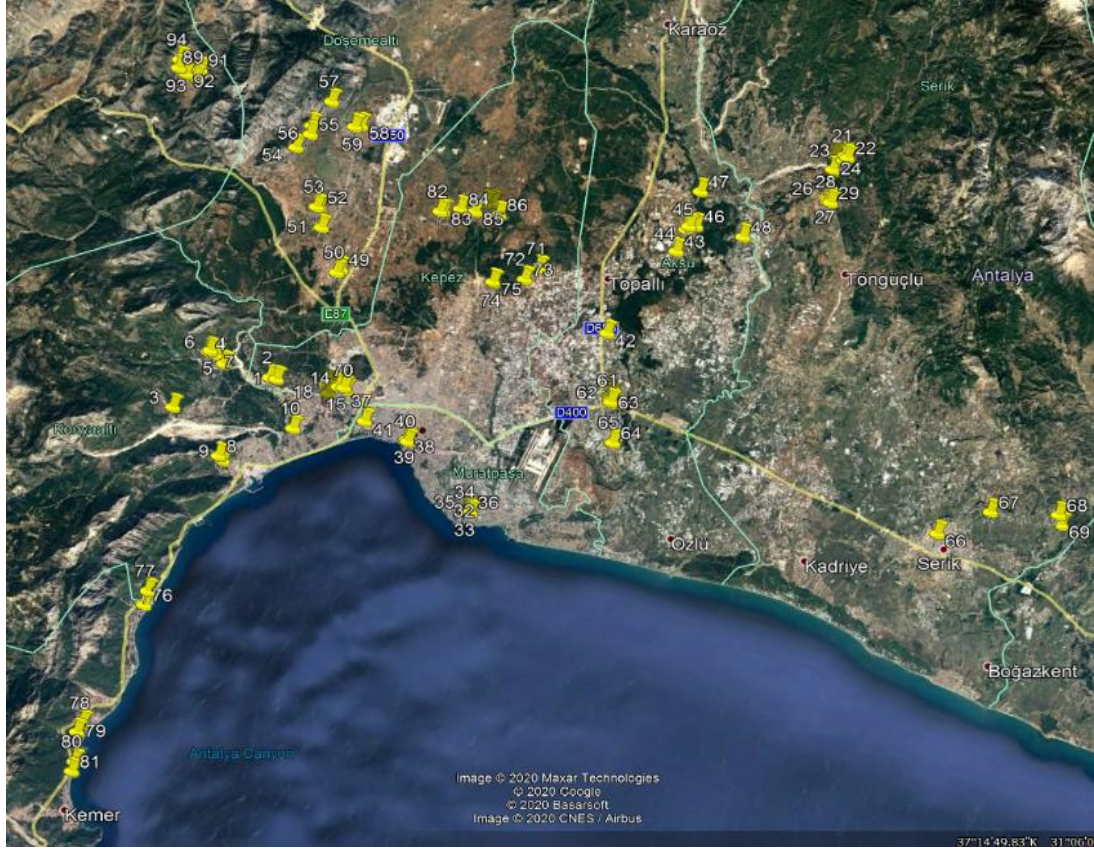 Karaöz
94
89 91
93 92
Döşemealtı
57
Serik
56 55
58
59
54
21
23 22
24
28
26 29
27
53 52
51
82 84 86
83 85
47
45 46
44 43
48
50 49
71
72 73
Kepez
74 75
Aksu
Topallı
Töngüçlü
Antalya
E87
42
6 4
5 7
2
1
14 70
18 15 37
3
10
61
62 63
D400
65 64
40
41 38
39
Konyaaltı
9 8
Muratpaşa
34
35 36
32
33
67 68
66 69
Serik
Özlü
Kadriye
77
76
Boğazkent
78
79
80
81
Antalya Canyon
Kemer
Image © 2020 Maxar Technologies
© 2020 Google
© 2020 Basarsoft
Image © 2020 CNES / Airbus
37°14'49.83"K 31°06'0